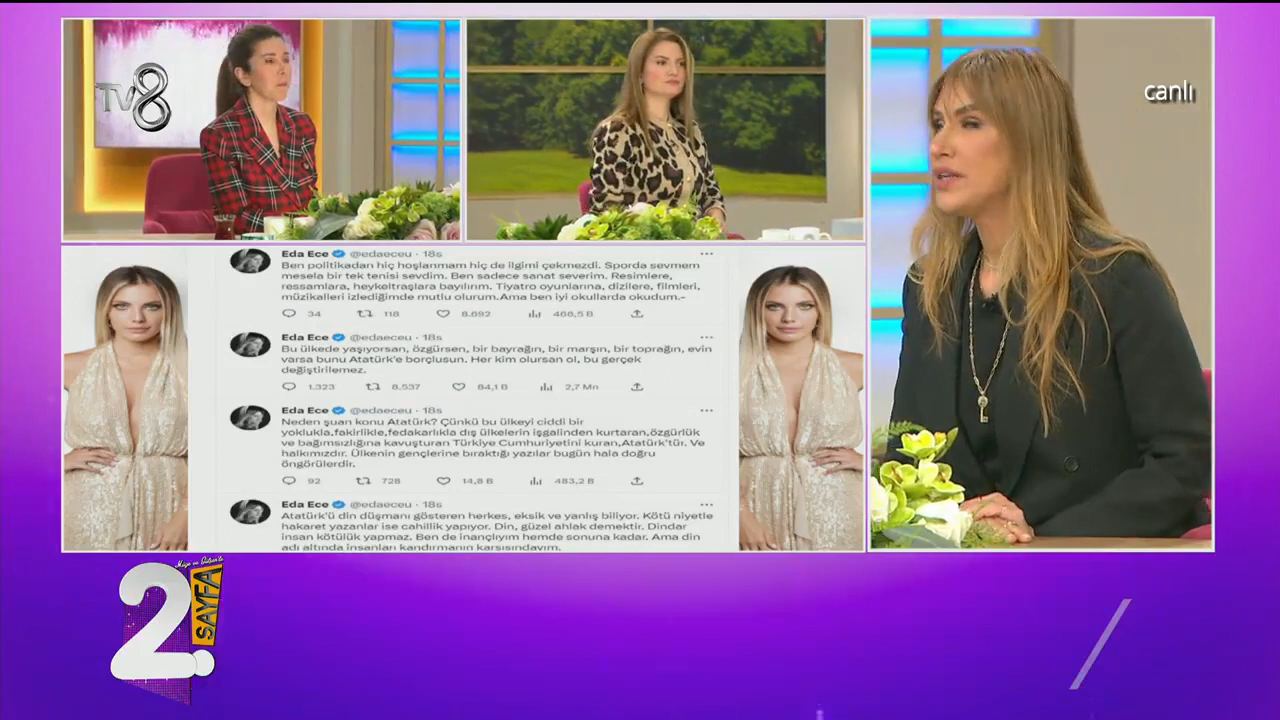 TV8
canlı
Eda Ece @edaeceu · 18s
Ben politikadan hiç hoşlanmam hiç de ilgimi çekmezdi. Sporda sevmem
mesela bir tek tenisi sevdim. Ben sadece sanat severim. Resimlere,
ressamlara, heykeltraşlara bayılırım. Tiyatro oyunlarına, dizilere, filmleri,
müzikalleri izlediğimde mutlu olurum.Ama ben iyi okullarda okudum.-
34 118 8.692 460,5 B
Eda Ece @edaeceu · 18s
Bu ülkede yaşıyorsan, özgürsen, bir bayrağın, bir marşın, bir toprağın, evin
varsa bunu Atatürk'e borçlusun. Her kim olursan ol, bu gerçek
değiştirilemez.
1.323 8.537 84,1 B 2,7 Mn
Eda Ece @edaeceu · 18s
Neden şuan konu Atatürk? Çünkü bu ülkeyi ciddi bir
yoklukla,fakirlikle,fedakarlıkla dış ülkelerin işgalinden kurtaran,özgürlük
ve bağımsızlığına kavuşturan Türkiye Cumhuriyetini kuran,Atatürk'tür. Ve
halkımızdır. Ülkenin gençlerine bıraktığı yazılar bugün hala doğru
öngörülerdir.
92 728 14,8 B 483,2 B
Eda Ece @edaeceu · 18s
Atatürk'ü din düşmanı gösteren herkes, eksik ve yanlış biliyor. Kötü niyetle
hakaret yazanlar ise cahillik yapıyor. Din, güzel ahlak demektir. Dindar
insan kötülük yapmaz. Ben de inançlıyım hemde sonuna kadar. Ama din
adı altında insanları kandırmanın karşısındayım.
Müge ve Gülşen'le
2. SAYFA